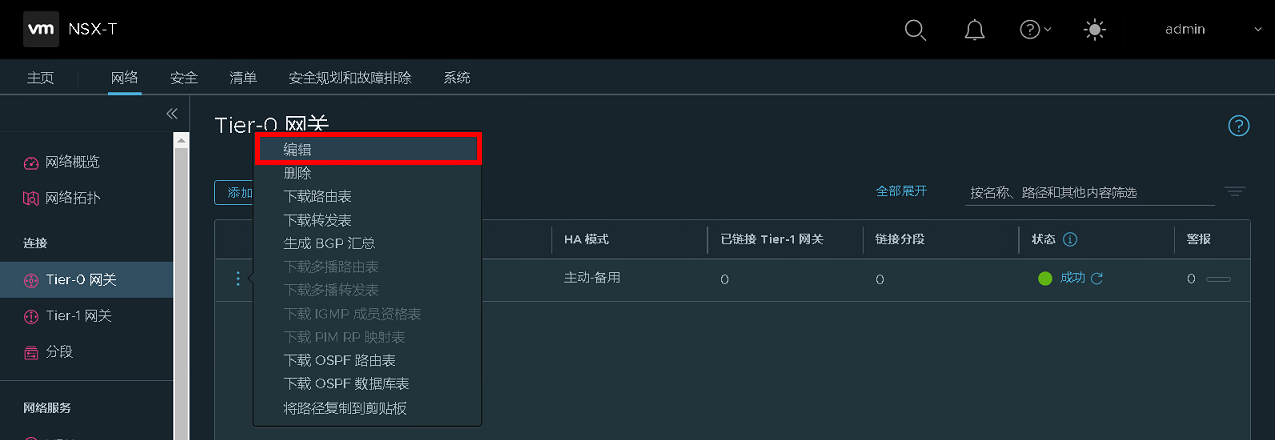 vm NSX-T admin
主页 网络 安全 清单 安全规划和故障排除 系统
Tier-0 网关
网络概览
网络拓扑
连接
Tier-0 网关
Tier-1 网关
分段
网络服务
编辑
删除
下载路由表
下载转发表
生成 BGP 汇总
下载多播路由表
下载多播转发表
下载 IGMP 成员资格表
下载 PIM RP 映射表
下载 OSPF 路由表
下载 OSPF 数据库表
将路径复制到剪贴板
添加 全部展开 按名称、路径和其他内容筛选
HA 模式 已链接 Tier-1 网关 链接分段 状态 警报
主动-备用 0 0 成功 0